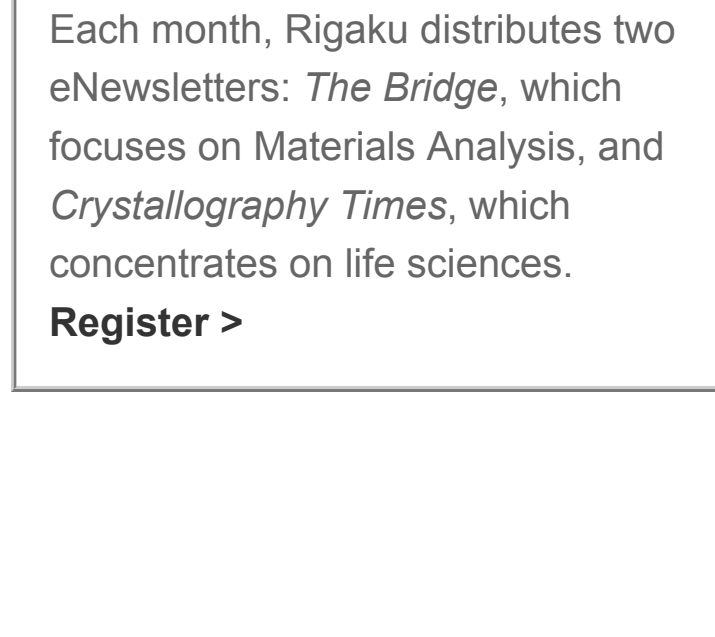 Each month, Rigaku distributes two
eNewsletters: The Bridge, which
focuses on Materials Analysis, and
Crystallography Times, which
concentrates on life sciences.
Register >